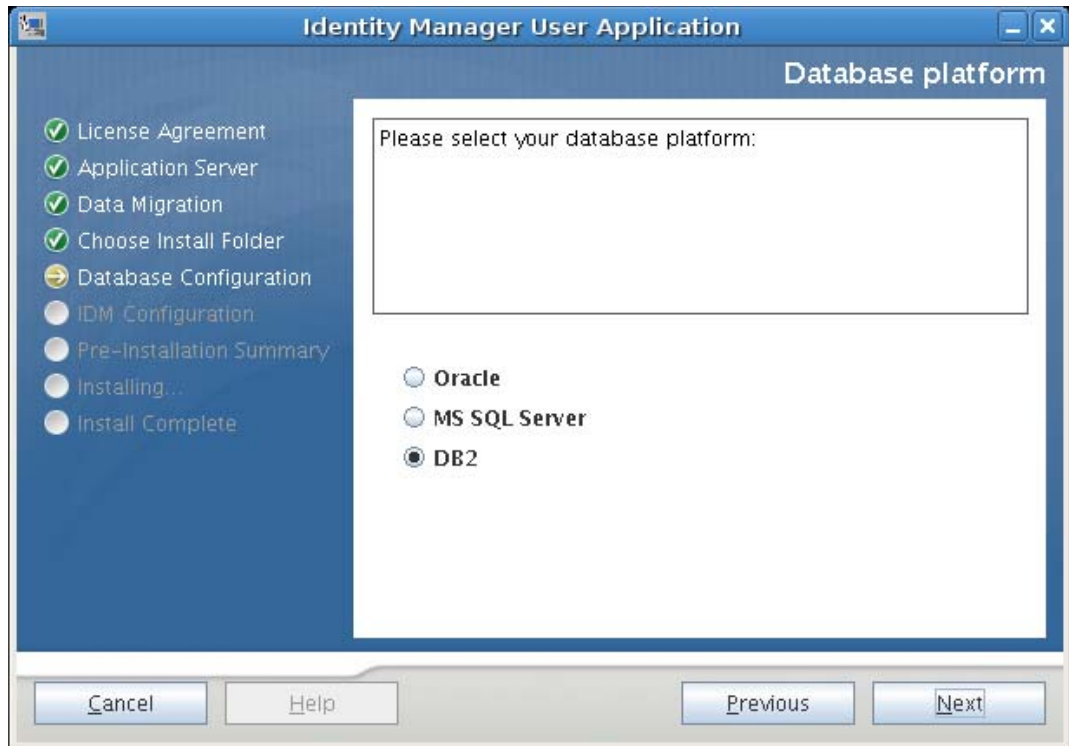 Identity Manager User Application
Database platform
License Agreement
Application Server
Data Migration
Choose Install Folder
Database Configuration
IDM Configuration
Pre-Installation Summary
Installing...
Install Complete
Please select your database platform:
Oracle
MS SQL Server
DB2
Cancel
Help
Previous
Next